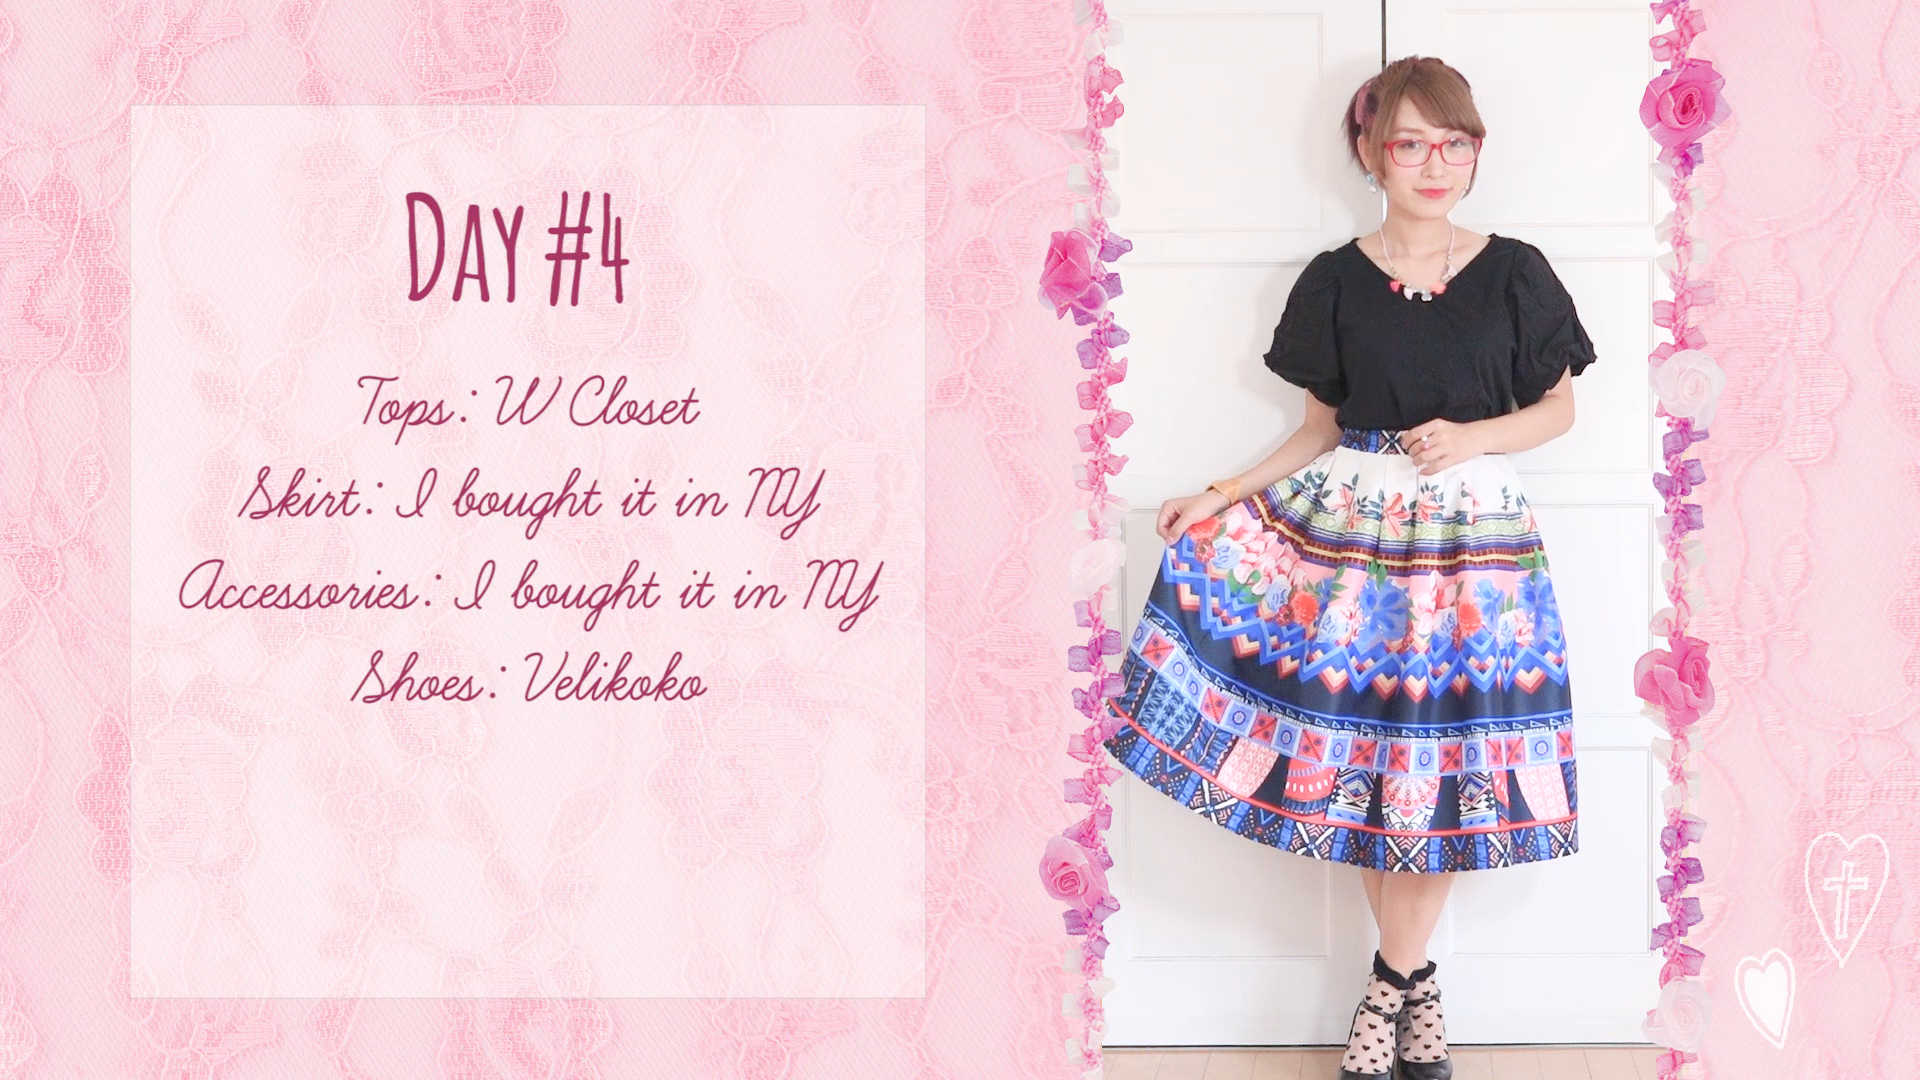 Day #4
Tops: W Closet
Skirt: I bought it in NY
Accessories: I bought it in NY
Shoes: Velikoko